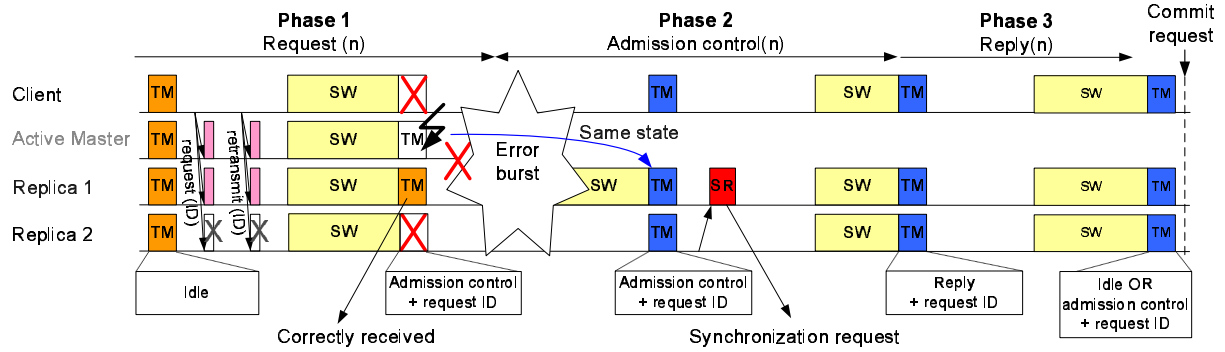 Phase 1
Phase 2
Phase 3
Commit
request
Request (n)
Admission control(n)
Reply(n)
Client
TM
SW
TM
SW
TM
SW
TM
Active Master
TM
SW
TM
Same state
Error
burst
request (ID)
retransmit (ID)
Replica 1
TM
SW
TM
SW
TM
SR
SW
TM
SW
TM
Replica 2
TM
SW
TM
SW
TM
SW
TM
Idle
Admission control
+ request ID
Admission control
+ request ID
Reply
+ request ID
Idle OR
admission control
+ request ID
Correctly received
Synchronization request